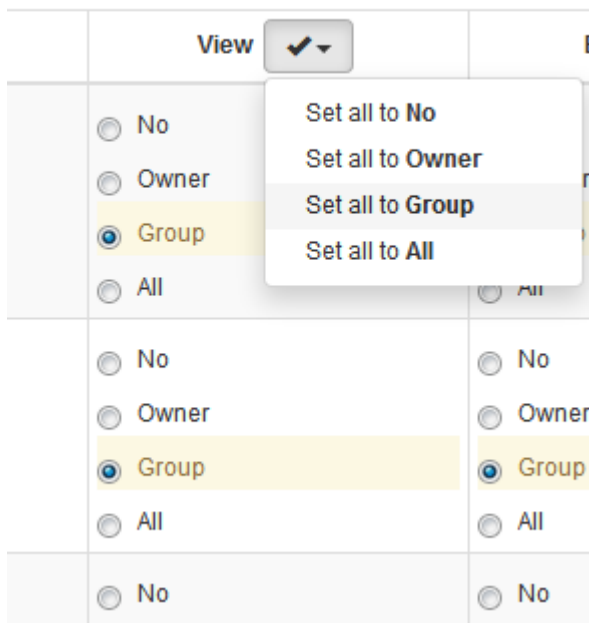 View
Set all to No
Set all to Owner
Set all to Group
Set all to All
No
Owner
Group
All
All
No
No
Owner
Owner
Group
Group
All
All
No
No